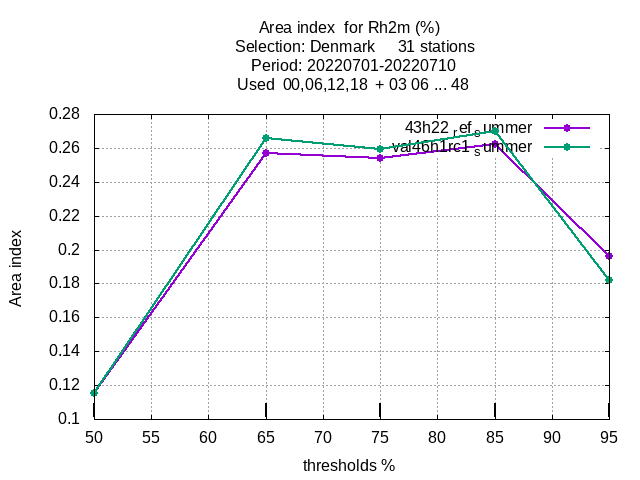 Area index  for Rh2m (%)
Selection: Denmark     31 stations
Period: 20220701-20220710
Used  00,06,12,18  + 03 06 ... 48
0.28
0.26
0.24
0.22
0.2
0.18
0.16
0.14
0.12
0.1
Area index
43h22_ref_summer
val46h1rc1_summer
50 55 60 65 70 75 80 85 90 95
thresholds %